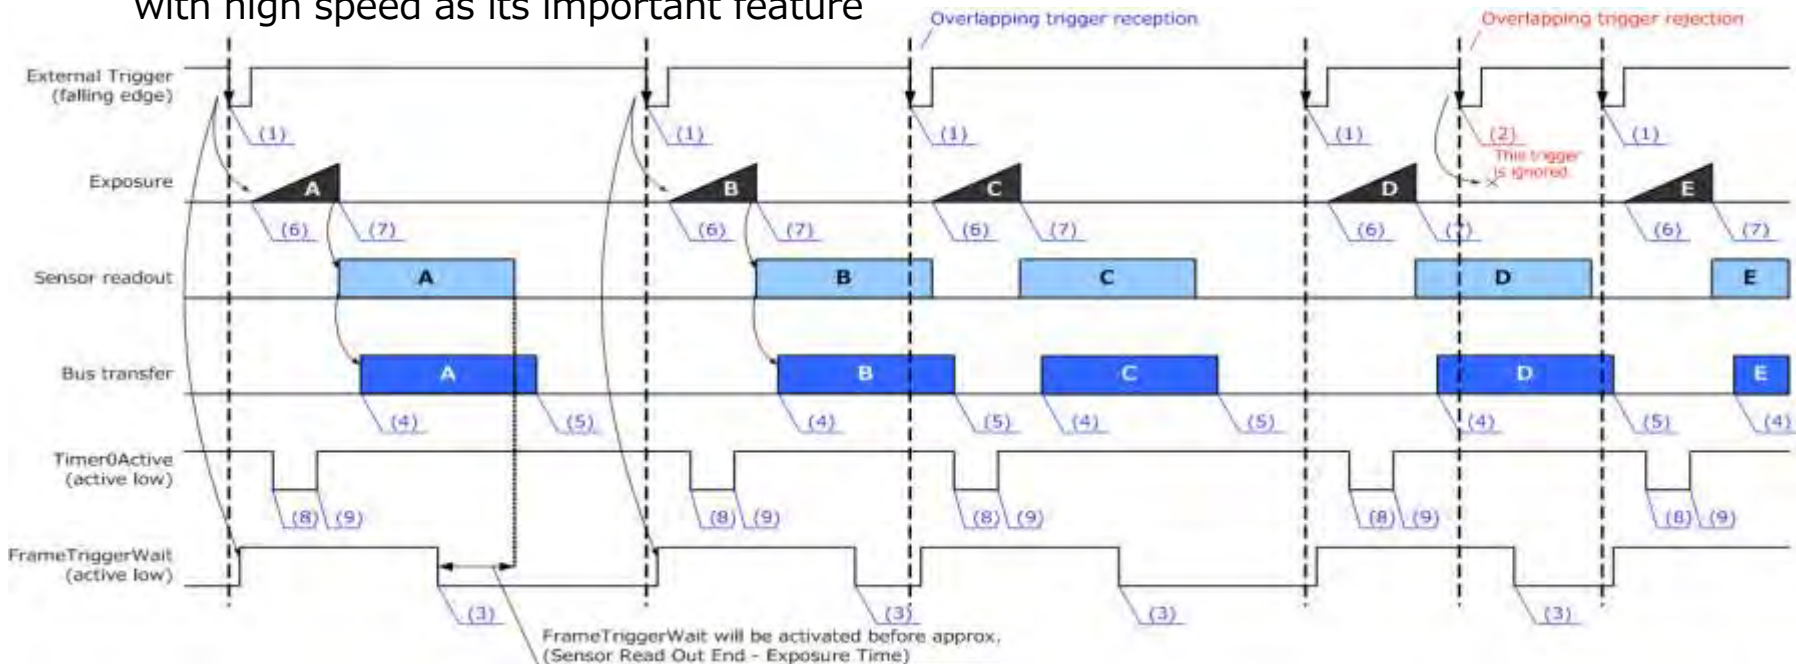 with high speed as its important feature
Overlapping trigger reception
Overlapping trigger rejection
External Trigger
(falling edge)
(1)
(1)
(1)
(1)
(2)
(1)
This trigger
is ignored.
Exposure
A
B
C
D
E
(6)
(7)
(6)
(7)
(6)
(7)
(6)
(7)
(6)
(7)
Sensor readout
A
B
C
D
E
Bus transfer
A
B
C
D
E
(4)
(5)
(4)
(5)
(4)
(5)
(4)
(5)
(4)
Timer0Active
(active low)
(8)
(9)
(8)
(9)
(8)
(9)
(8)
(9)
(8)
(9)
FrameTriggerWait
(active low)
(3)
(3)
(3)
(3)
FrameTriggerWait will be activated before approx.
(Sensor Read Out End - Exposure Time)